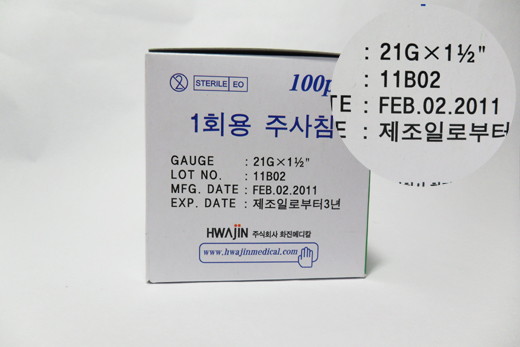 STERILE EO
100p
1회용 주사침
GAUGE : 21G×1½"
LOT NO. : 11B02
MFG. DATE : FEB.02.2011
EXP. DATE : 제조일로부터3년
HWAJIN 주식회사 화진메디칼
www.hwajinmedical.com
: 21G×1½"
: 11B02
TE : FEB.02.2011
E : 제조일로부터